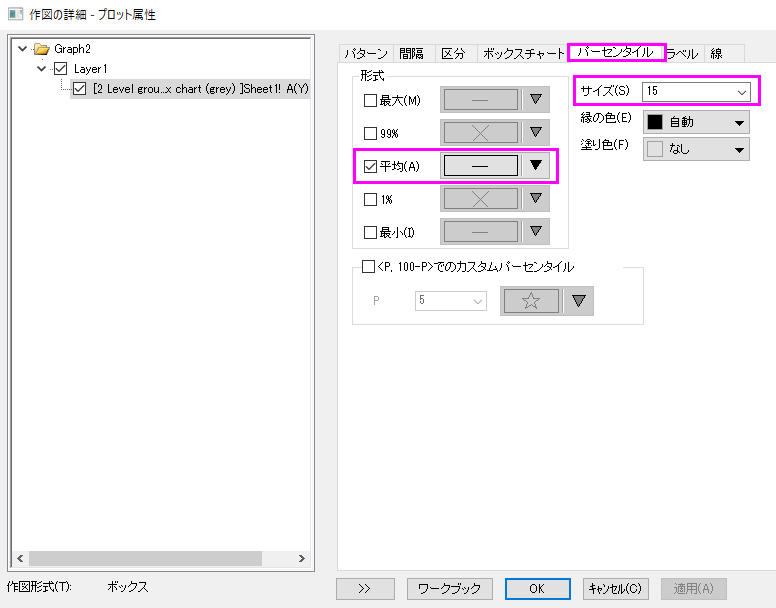 作図の詳細 - プロット属性
Graph2
Layer1
[2 Level grou...x chart (grey) ]Sheet1! A(Y)
作図形式(T):
ボックス
パターン 間隔 区分 ボックスチャート パーセンタイル ラベル 線
形式
最大(M)
99%
平均(A)
1%
最小(I)
サイズ(S) 15
縁の色(E) 自動
塗り色(F) なし
<P, 100-P>でのカスタムパーセンタイル
P 5
>> ワークブック OK キャンセル(C) 適用(A)